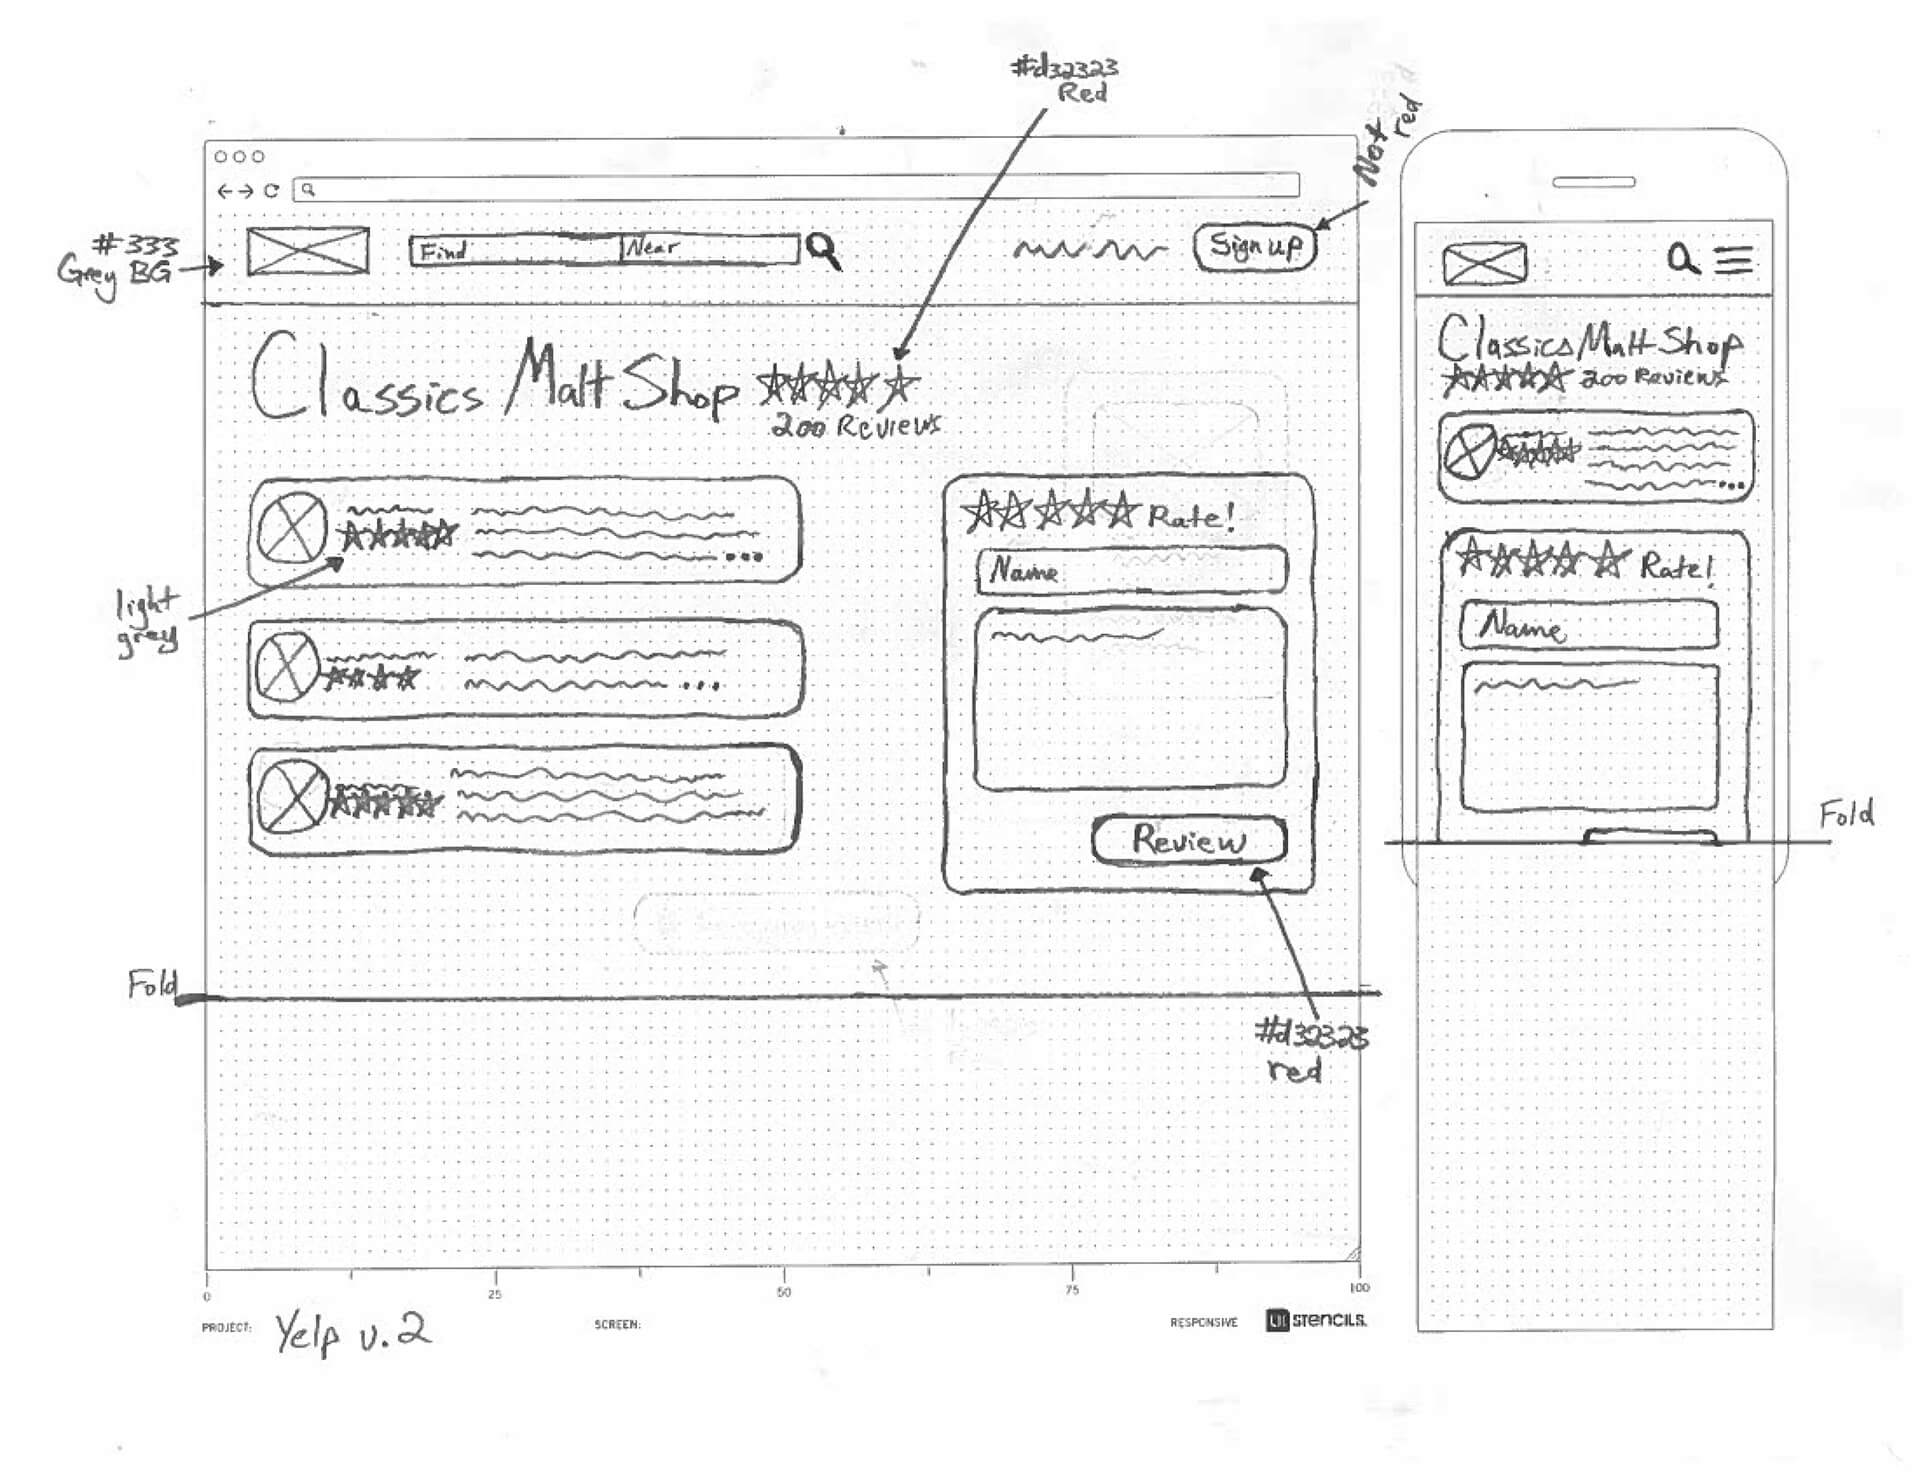 #d32323
Red
Not
red
#333
Grey BG
Find
Near
Sign up
Classics Malt Shop
200 Reviews
light
grey
Rate!
Name
Review
Fold
#d32323
red
0
25
50
75
100
PROJECT:
Yelp v.2
SCREEN:
RESPONSIVE
UI STENCILS.
Classics Malt Shop
200 Reviews
Rate!
Name
Fold